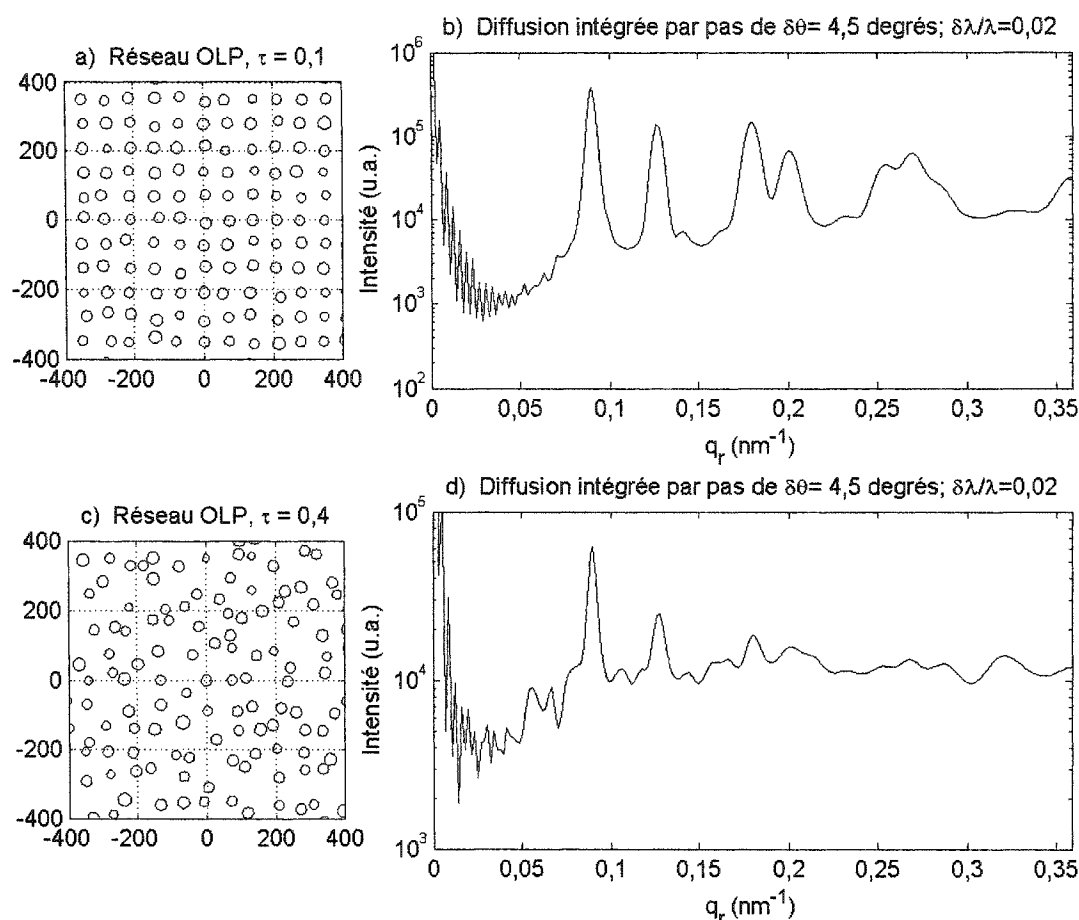 a) Réseau OLP, τ = 0,1
400
200
0
-200
-400
-400 -200 0 200 400
b) Diffusion intégrée par pas de δθ= 4,5 degrés; δλ/λ=0,02
Intensité (u.a.)
10^6
10^5
10^4
10^3
10^2
0 0,05 0,1 0,15 0,2 0,25 0,3 0,35
q_r (nm^-1)
c) Réseau OLP, τ = 0,4
400
200
0
-200
-400
-400 -200 0 200 400
d) Diffusion intégrée par pas de δθ= 4,5 degrés; δλ/λ=0,02
Intensité (u.a.)
10^5
10^4
10^3
0 0,05 0,1 0,15 0,2 0,25 0,3 0,35
q_r (nm^-1)